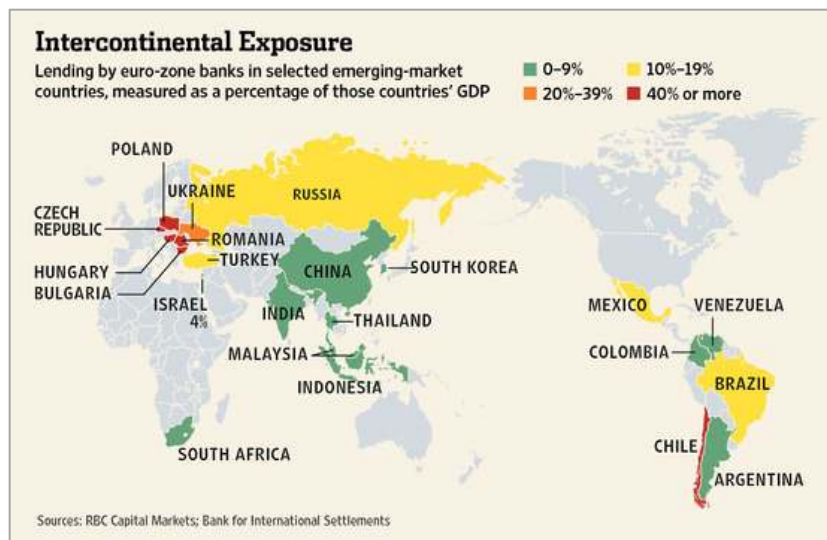 Intercontinental Exposure
Lending by euro-zone banks in selected emerging-market
countries, measured as a percentage of those countries' GDP
0–9%
10%–19%
20%–39%
40% or more
POLAND
UKRAINE
RUSSIA
CZECH
REPUBLIC
ROMANIA
TURKEY
HUNGARY
BULGARIA
CHINA
SOUTH KOREA
ISRAEL
4%
INDIA
THAILAND
MEXICO
VENEZUELA
MALAYSIA
COLOMBIA
INDONESIA
BRAZIL
SOUTH AFRICA
CHILE
ARGENTINA
Sources: RBC Capital Markets; Bank for International Settlements